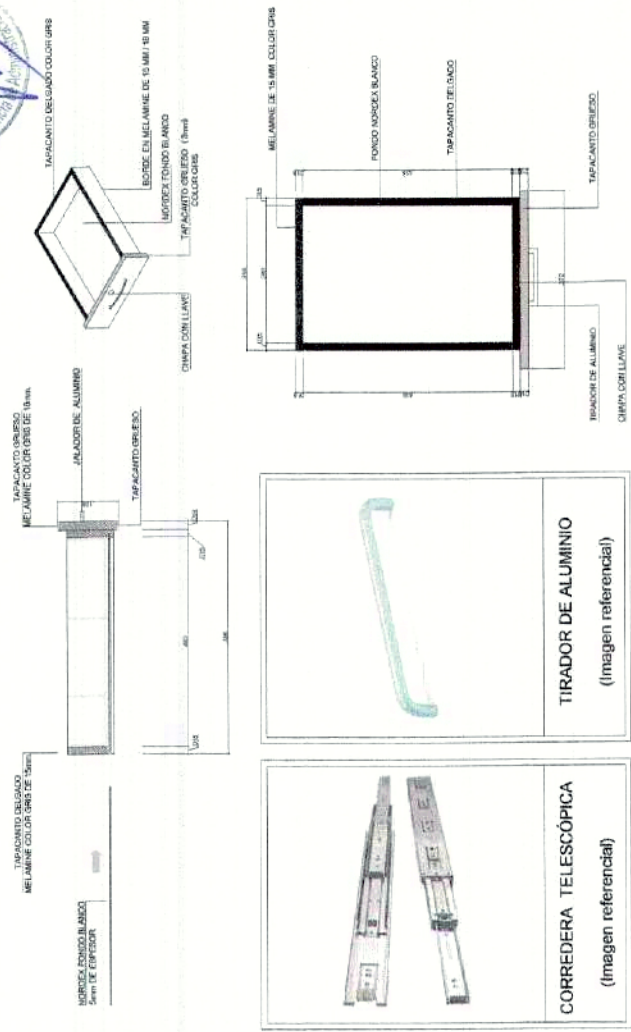 TAPACANTO DELGADO
MELAMINE COLOR GRIS DE 15mm.
NORDEX FONDO BLANCO
5mm DE ESPESOR
TAPACANTO GRUESO
MELAMINE COLOR GRIS DE 18mm.
JALADOR DE ALUMINIO
TAPACANTO GRUESO
TAPACANTO DELGADO COLOR GRIS
BORDE EN MELAMINE DE 15 MM / 18 MM
NORDEX FONDO BLANCO
TAPACANTO GRUESO (3mm)
COLOR GRIS
CHAPA CON LLAVE
CORREDERA TELESCÓPICA
(Imagen referencial)
TIRADOR DE ALUMINIO
(Imagen referencial)
MELAMINE DE 15 MM COLOR GRIS
FONDO NORDEX BLANCO
TAPACANTO DELGADO
TAPACANTO GRUESO
TIRADOR DE ALUMINIO
CHAPA CON LLAVE